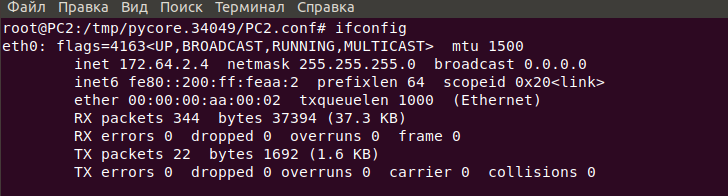 Файл Правка Вид Поиск Терминал Справка
root@PC2:/tmp/pycore.34049/PC2.conf# ifconfig
eth0: flags=4163<UP,BROADCAST,RUNNING,MULTICAST>  mtu 1500
        inet 172.64.2.4  netmask 255.255.255.0  broadcast 0.0.0.0
        inet6 fe80::200:ff:feaa:2  prefixlen 64  scopeid 0x20<link>
        ether 00:00:00:aa:00:02  txqueuelen 1000  (Ethernet)
        RX packets 344  bytes 37394 (37.3 KB)
        RX errors 0  dropped 0  overruns 0  frame 0
        TX packets 22  bytes 1692 (1.6 KB)
        TX errors 0  dropped 0 overruns 0  carrier 0  collisions 0